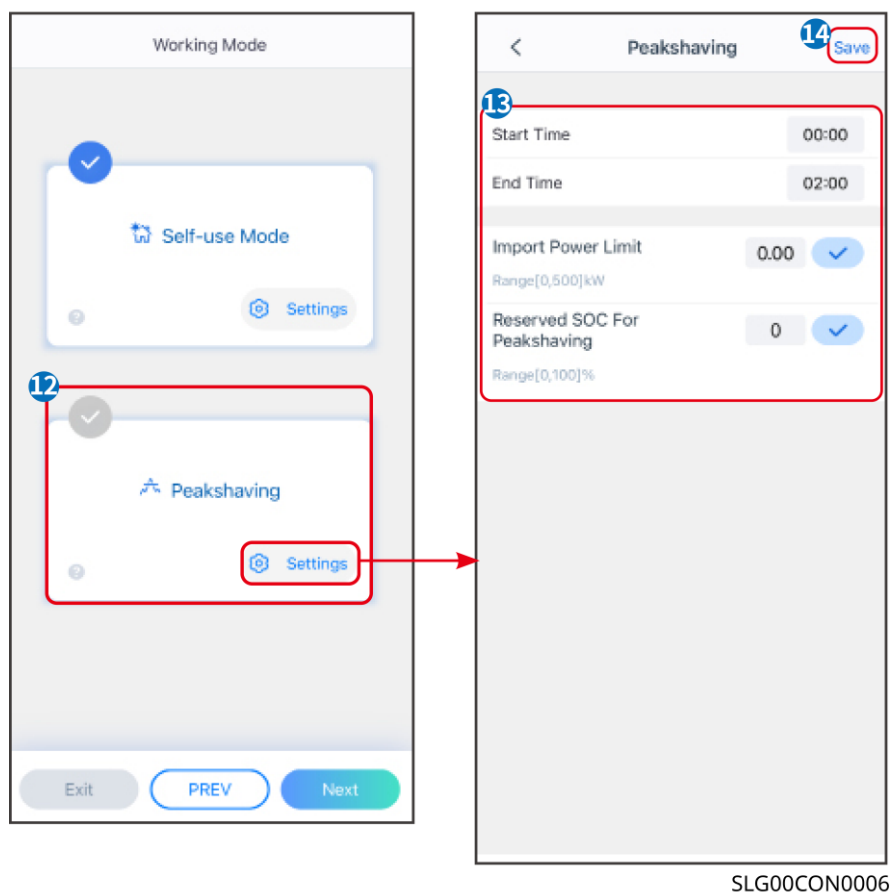 Working Mode
Self-use Mode
?
Settings
12
Peakshaving
?
Settings
Exit
PREV
Next
14
Peakshaving
Save
13
Start Time
00:00
End Time
02:00
Import Power Limit
0.00
Range[0,500]kW
Reserved SOC For
Peakshaving
0
Range[0,100]%
SLG00CON0006